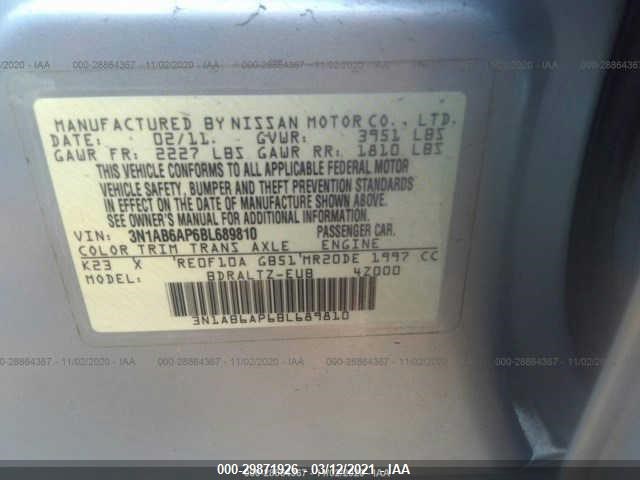 000-28864367 - 11/02/2020 - IAA
MANUFACTURED BY NISSAN MOTOR CO., LTD.
DATE: 02/11. GVWR: 3951 LBS
GAWR FR: 2227 LBS GAWR RR: 1810 LBS
THIS VEHICLE CONFORMS TO ALL APPLICABLE FEDERAL MOTOR
VEHICLE SAFETY, BUMPER AND THEFT PREVENTION STANDARDS
IN EFFECT ON THE DATE OF MANUFACTURE SHOWN ABOVE.
SEE OWNER'S MANUAL FOR ADDITIONAL INFORMATION.
VIN: 3N1AB6AP6BL689810 PASSENGER CAR.
COLOR TRIM TRANS AXLE ENGINE
K23 X 'RE0F10A GB51'MR20DE 1997 CC
MODEL: BDRALTZ-EUB 4Z000
3N1AB6AP6BL689810
000-28864367 - 11/02/2020 - IAA
000-29871926 - 03/12/2021 - IAA